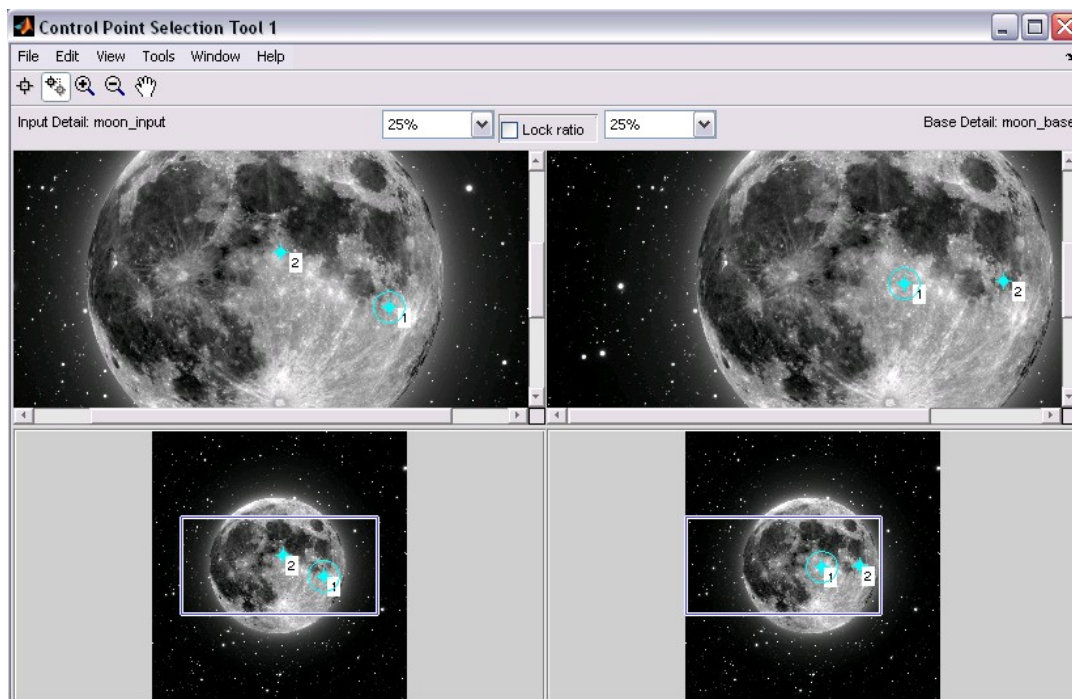 Control Point Selection Tool 1
File Edit View Tools Window Help
Input Detail: moon_input 25% Lock ratio 25% Base Detail: moon_base
2
1
1
2
2
1
1
2